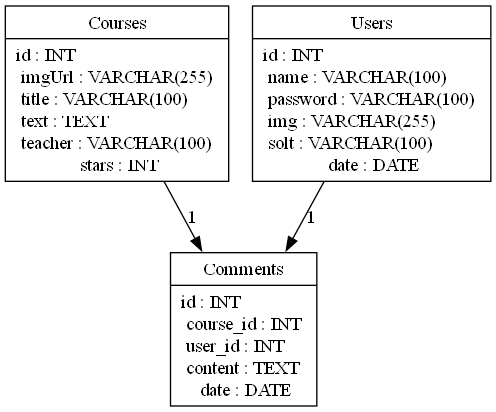 Courses
id : INT
imgUrl : VARCHAR(255)
title : VARCHAR(100)
text : TEXT
teacher : VARCHAR(100)
stars : INT
Users
id : INT
name : VARCHAR(100)
password : VARCHAR(100)
img : VARCHAR(255)
solt : VARCHAR(100)
date : DATE
1
1
Comments
id : INT
course_id : INT
user_id : INT
content : TEXT
date : DATE